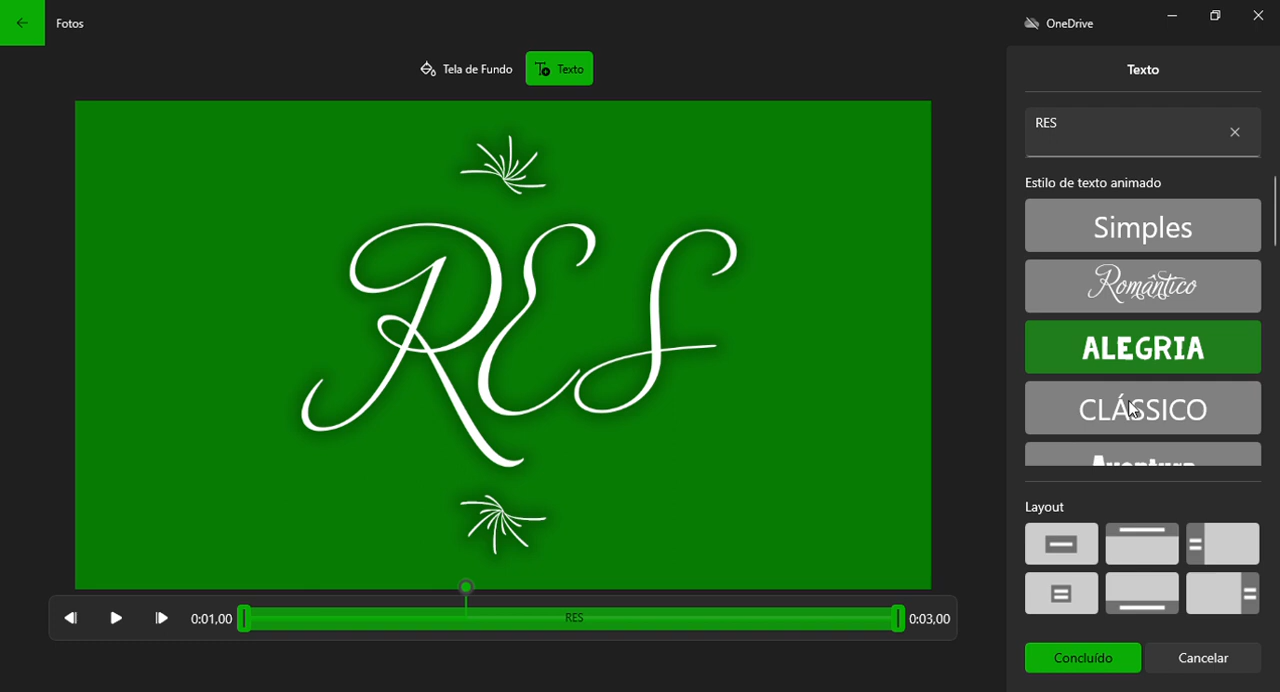 Fotos
OneDrive
Tela de Fundo
Texto
Texto
RES
Estilo de texto animado
Simples
Romântico
ALEGRIA
CLÁSSICO
Aventura
RES
Layout
0:01,00
RES
0:03,00
Concluído
Cancelar